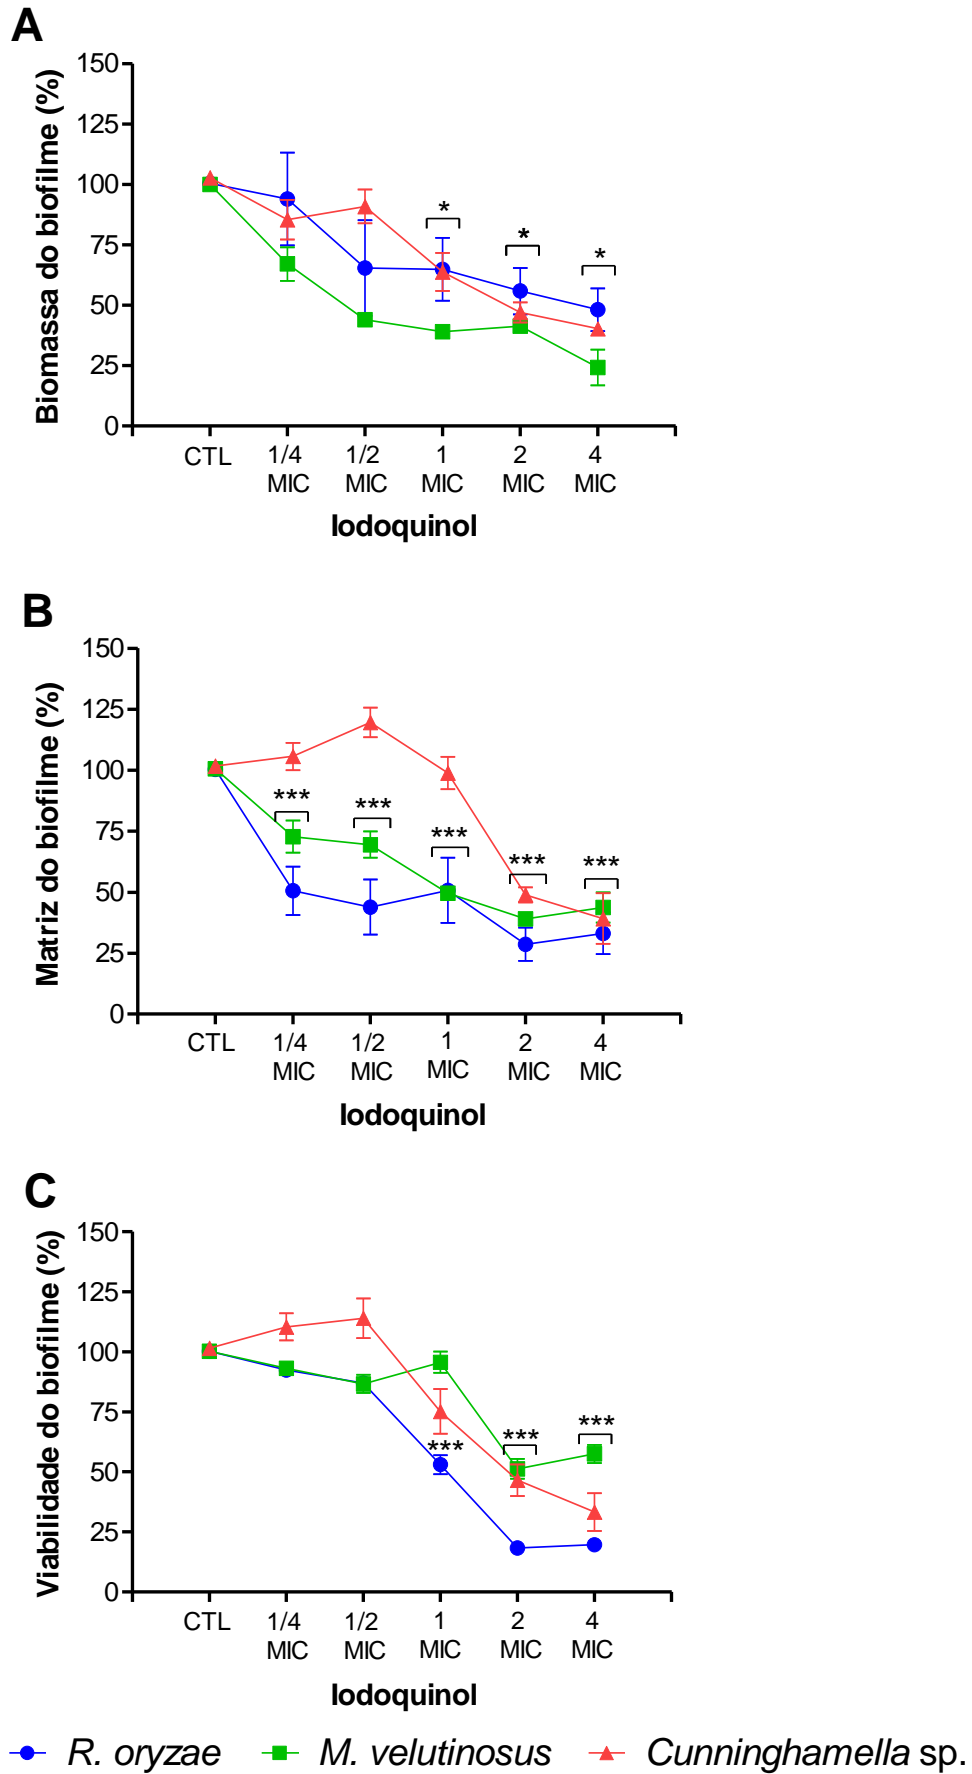 A
Biomassa do biofilme (%)
150
125
100
75
50
25
0
*
*
*
CTL 1/4 MIC 1/2 MIC 1 MIC 2 MIC 4 MIC
Iodoquinol
B
Matriz do biofilme (%)
150
125
100
75
50
25
0
***
***
***
***
***
CTL 1/4 MIC 1/2 MIC 1 MIC 2 MIC 4 MIC
Iodoquinol
C
Viabilidade do biofilme (%)
150
125
100
75
50
25
0
***
***
***
CTL 1/4 MIC 1/2 MIC 1 MIC 2 MIC 4 MIC
Iodoquinol
R. oryzae M. velutinosus Cunninghamella sp.